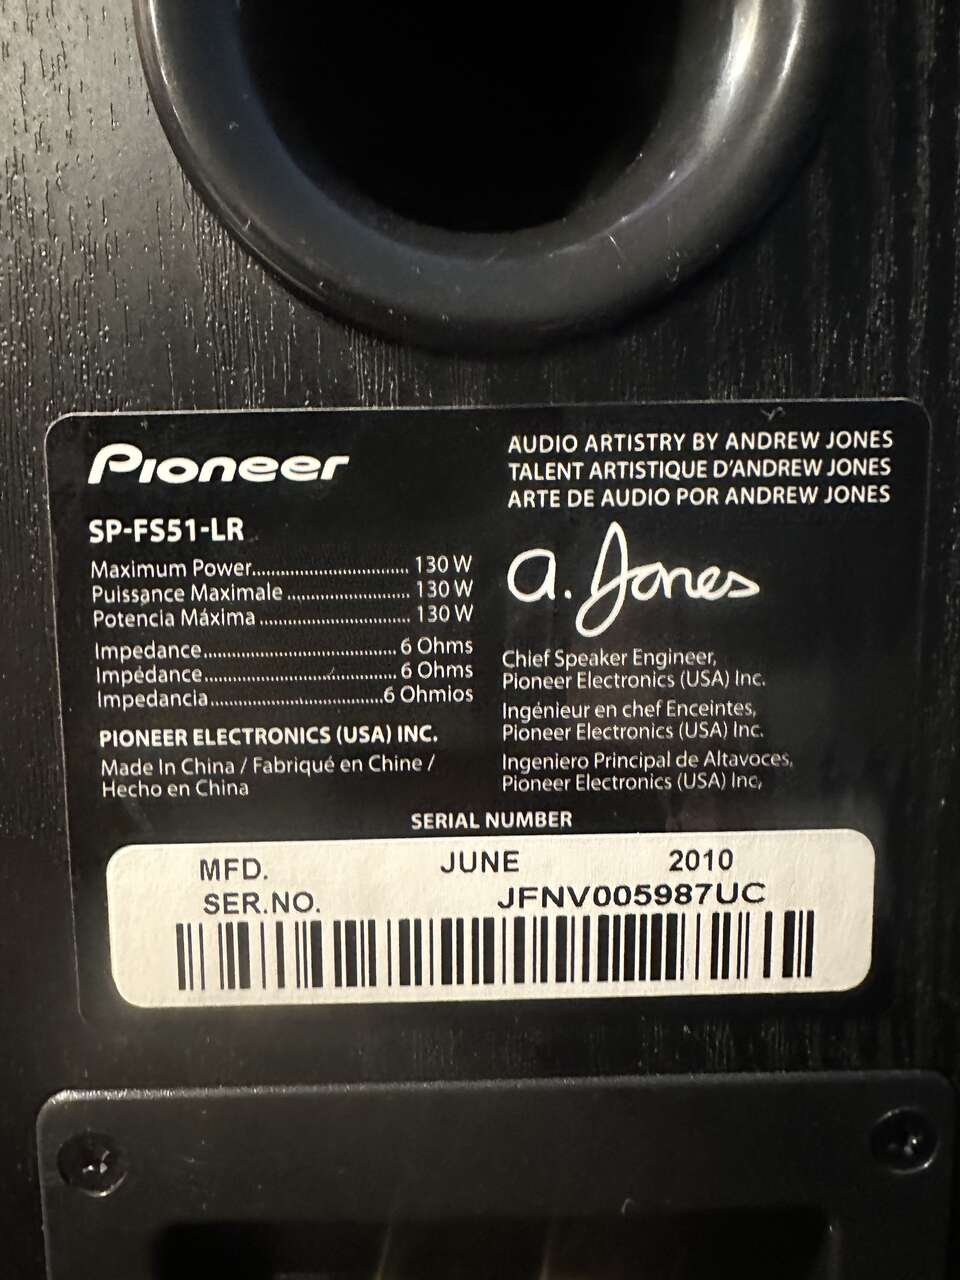 Pioneer
SP-FS51-LR
Maximum Power........................ 130 W
Puissance Maximale ................... 130 W
Potencia Máxima ....................... 130 W
Impedance............................... 6 Ohms
Impédance............................... 6 Ohms
Impedancia.............................6 Ohmios
PIONEER ELECTRONICS (USA) INC.
Made In China / Fabriqué en Chine /
Hecho en China
AUDIO ARTISTRY BY ANDREW JONES
TALENT ARTISTIQUE D'ANDREW JONES
ARTE DE AUDIO POR ANDREW JONES
a. Jones
Chief Speaker Engineer,
Pioneer Electronics (USA) Inc.
Ingénieur en chef Enceintes,
Pioneer Electronics (USA) Inc.
Ingeniero Principal de Altavoces,
Pioneer Electronics (USA) Inc,
SERIAL NUMBER
MFD. JUNE 2010
SER.NO. JFNV005987UC